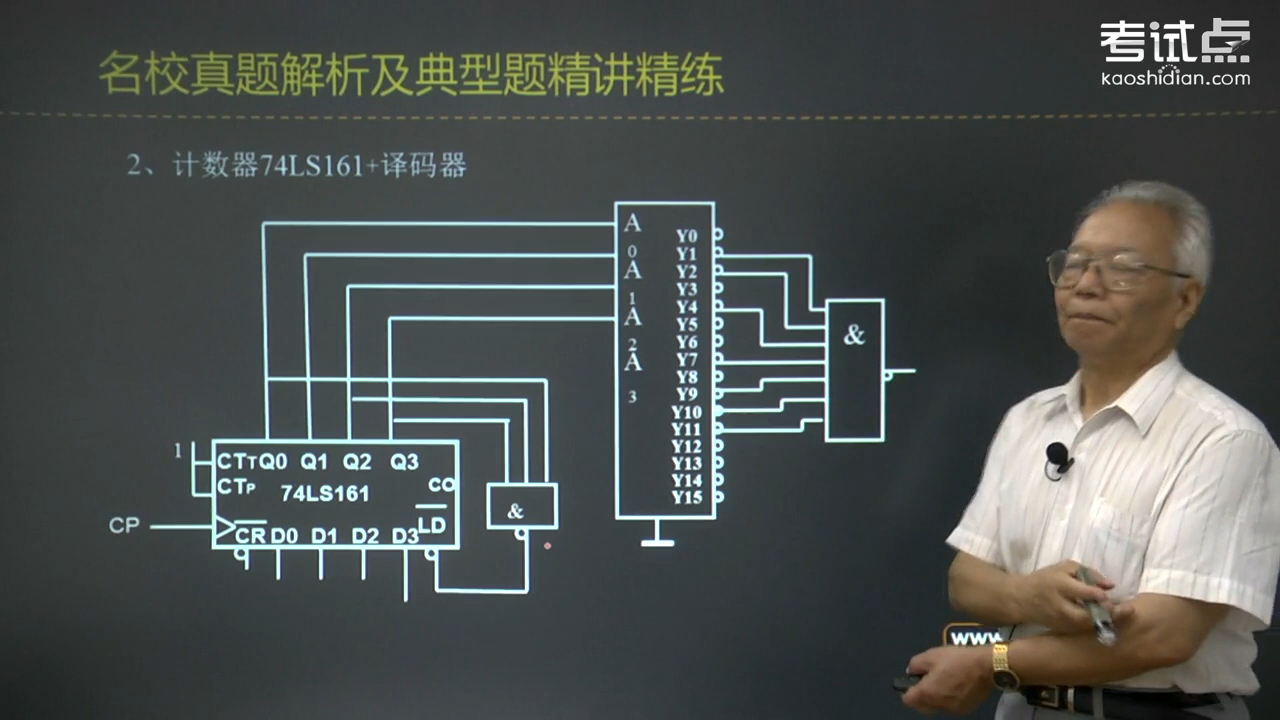 考试点
kaoshidian.com
名校真题解析及典型题精讲精练
2、计数器74LS161+译码器
A
0
A
1
A
2
A
3
Y0
Y1
Y2
Y3
Y4
Y5
Y6
Y7
Y8
Y9
Y10
Y11
Y12
Y13
Y14
Y15
&
1
CTT Q0 Q1 Q2 Q3
CTP 74LS161 CO
CP
CR D0 D1 D2 D3 LD
&
www